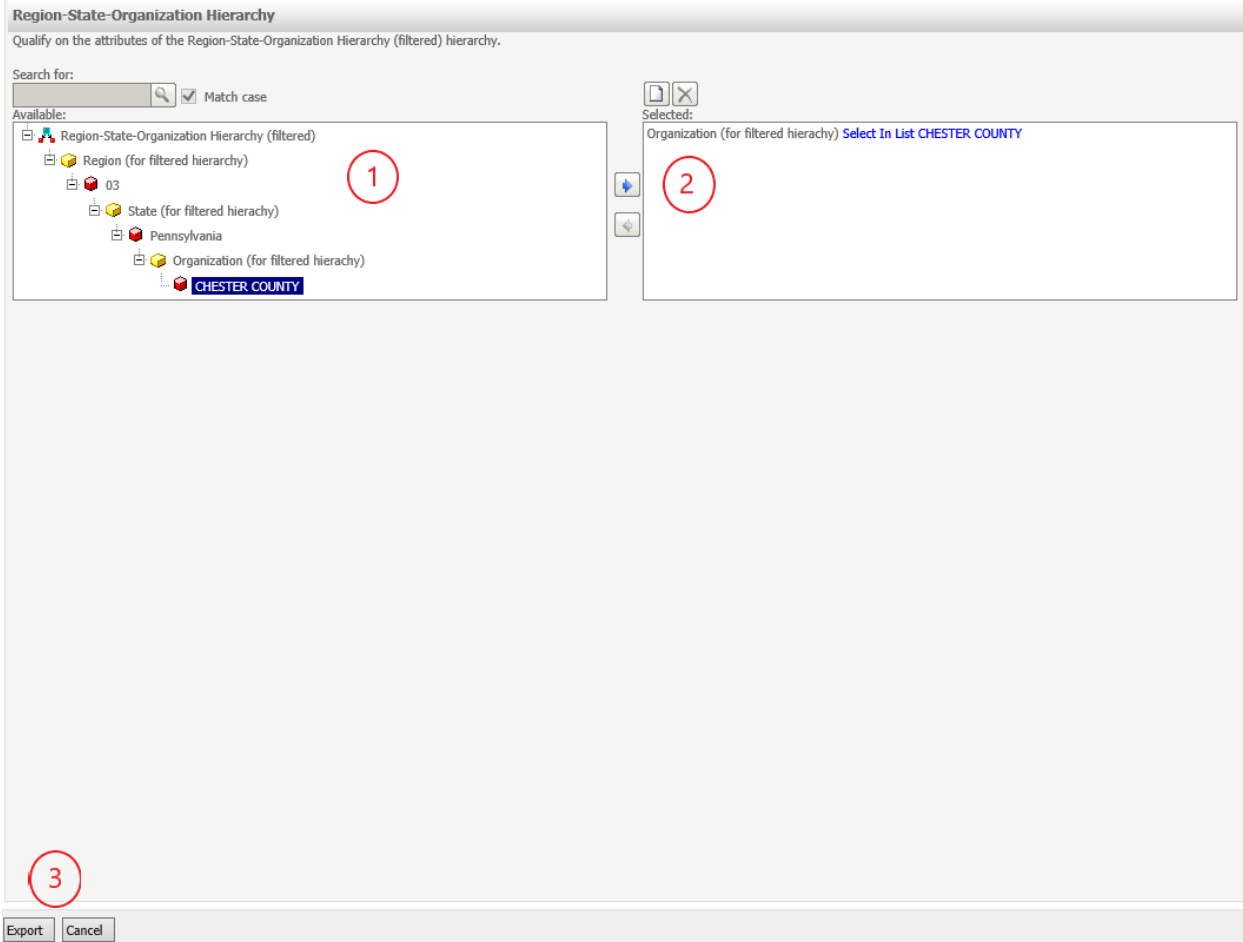 Region-State-Organization Hierarchy
Qualify on the attributes of the Region-State-Organization Hierarchy (filtered) hierarchy.
Search for:
Match case
Available:
Region-State-Organization Hierarchy (filtered)
Region (for filtered hierarchy)
03
State (for filtered hierachy)
Pennsylvania
Organization (for filtered hierachy)
CHESTER COUNTY
1
Selected:
Organization (for filtered hierachy) Select In List CHESTER COUNTY
2
3
Export Cancel